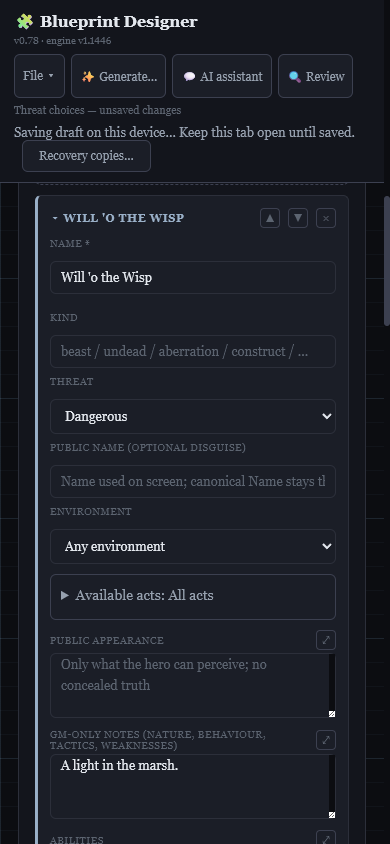 🧩 Blueprint Designer
v0.78 · engine v1.1446
File ▾
✨ Generate...
💬 AI assistant
🔍 Review
Threat choices — unsaved changes
Saving draft on this device... Keep this tab open until saved.
Recovery copies...
WILL 'O THE WISP
NAME *
Will 'o the Wisp
KIND
beast / undead / aberration / construct / ...
THREAT
Dangerous
PUBLIC NAME (OPTIONAL DISGUISE)
Name used on screen; canonical Name stays tl
ENVIRONMENT
Any environment
▶ Available acts: All acts
PUBLIC APPEARANCE
Only what the hero can perceive; no
concealed truth
GM-ONLY NOTES (NATURE, BEHAVIOUR,
TACTICS, WEAKNESSES)
A light in the marsh.
ABILITIES